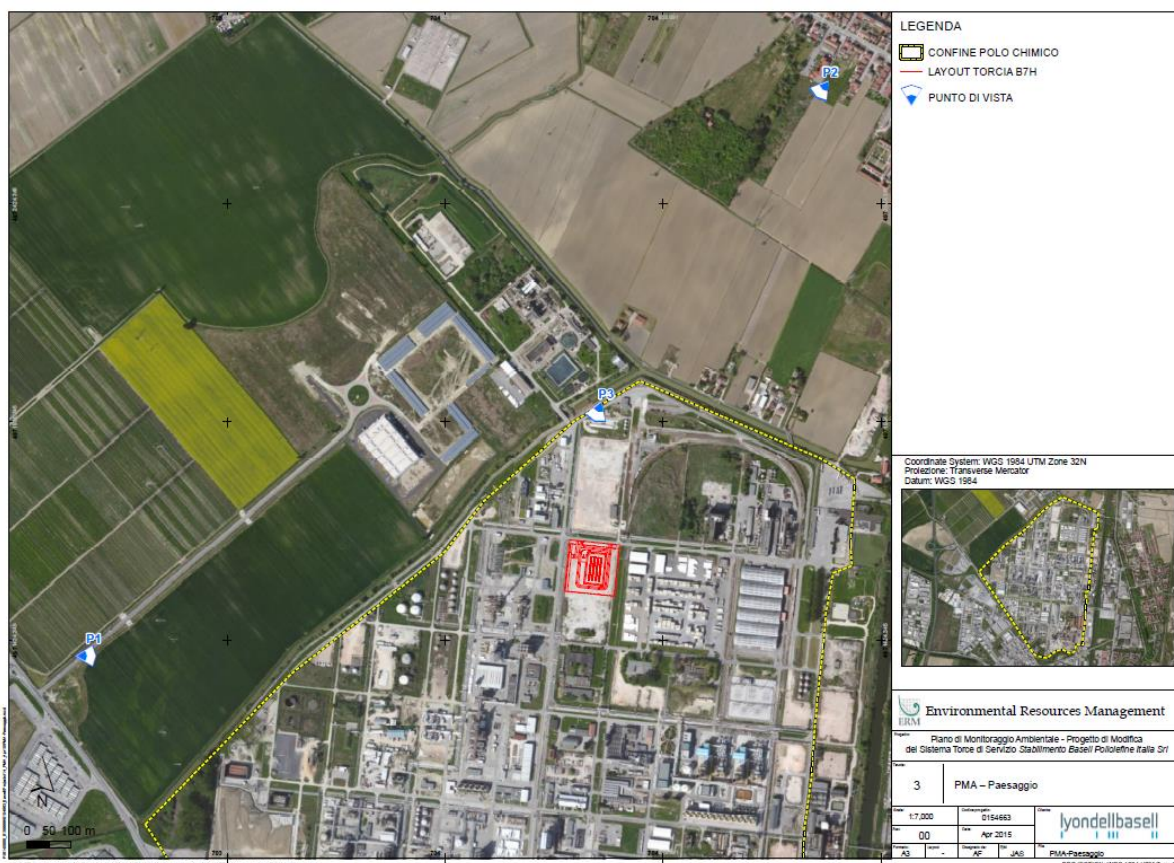 P2
P3
P1
N
0 50 100 m
LEGENDA
CONFINE POLO CHIMICO
LAYOUT TORCIA B7H
PUNTO DI VISTA
Coordinate System: WGS 1984 UTM Zone 32N
Proiezione: Transverse Mercator
Datum: WGS 1984
ERM
Environmental Resources Management
Piano di Monitoraggio Ambientale - Progetto di Modifica
del Sistema Torce di Servizio Stabilimento Basell Poliolefine Italia Srl
3 PMA – Paesaggio
1:7,000 0154663
lyondellbasell
00 Apr 2015
A3 - AF JAS PMA-Paesaggio